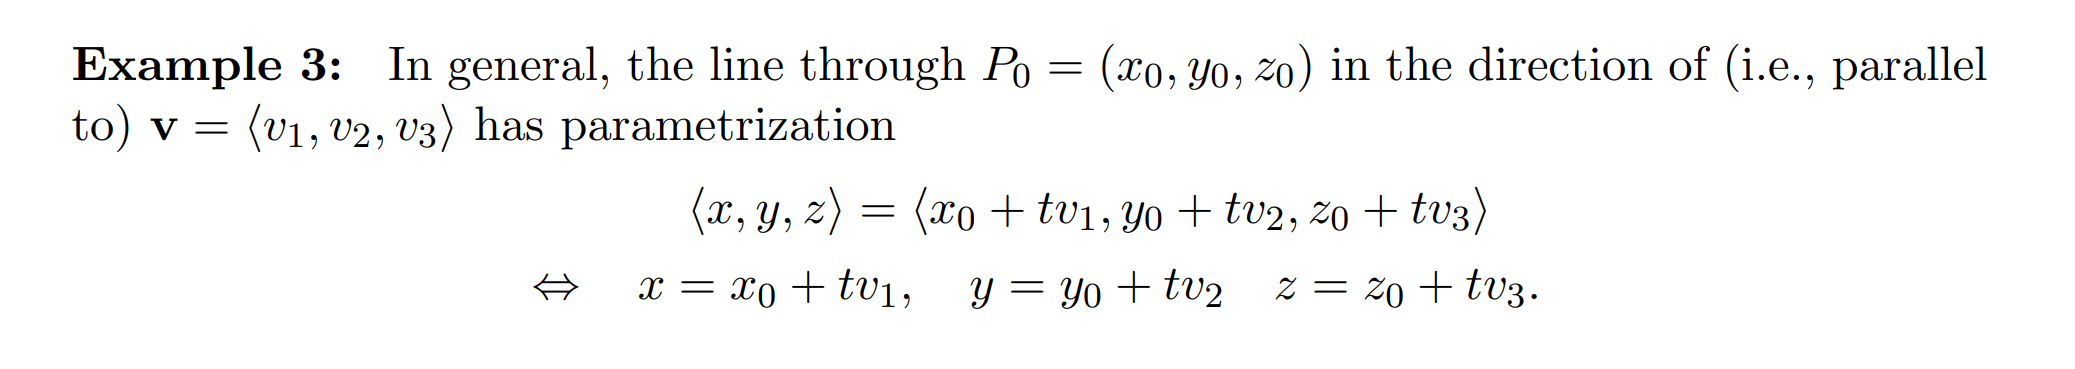 Example 3: In general, the line through P₀ = (x₀, y₀, z₀) in the direction of (i.e., parallel
to) v = ⟨v₁, v₂, v₃⟩ has parametrization
⟨x, y, z⟩ = ⟨x₀ + tv₁, y₀ + tv₂, z₀ + tv₃⟩
⇔ x = x₀ + tv₁, y = y₀ + tv₂ z = z₀ + tv₃.